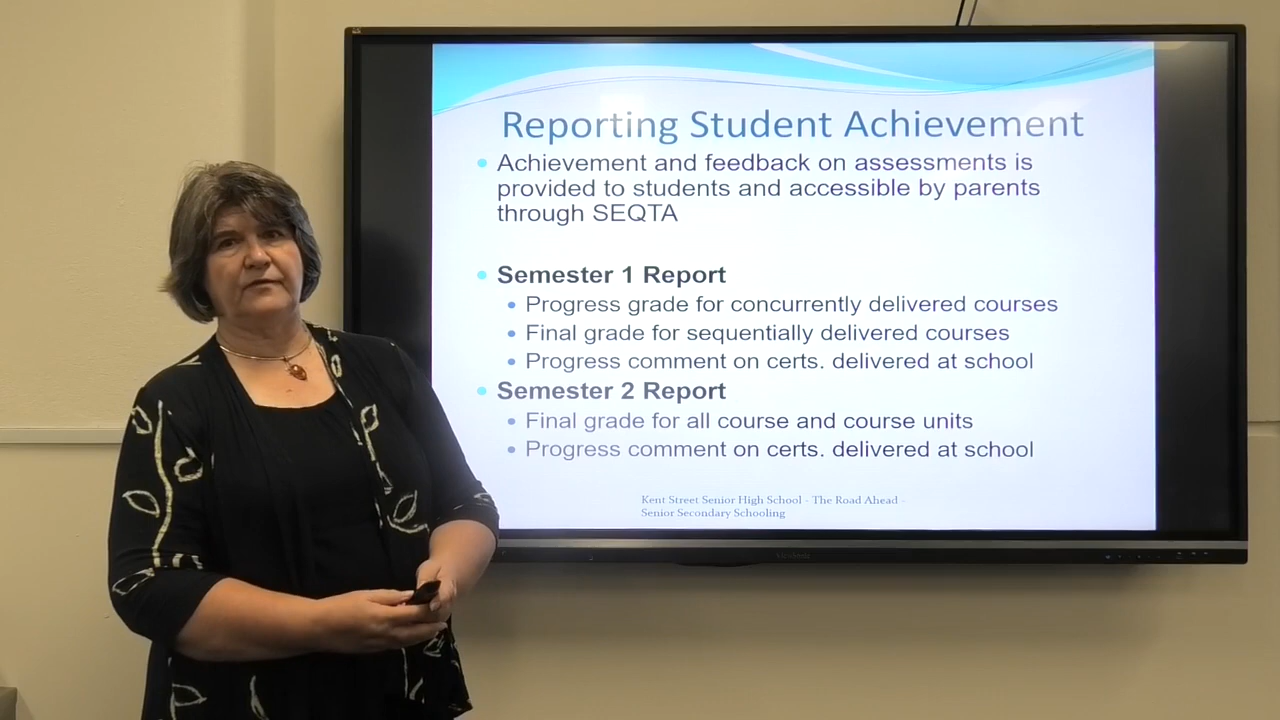 Reporting Student Achievement
Achievement and feedback on assessments is
provided to students and accessible by parents
through SEQTA
Semester 1 Report
Progress grade for concurrently delivered courses
Final grade for sequentially delivered courses
Progress comment on certs. delivered at school
Semester 2 Report
Final grade for all course and course units
Progress comment on certs. delivered at school
Kent Street Senior High School - The Road Ahead -
Senior Secondary Schooling